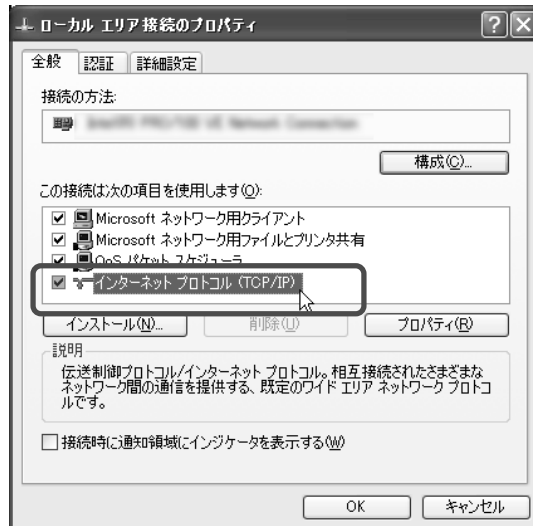 ローカル エリア接続のプロパティ
全般 認証 詳細設定
接続の方法:
構成(C)...
この接続は次の項目を使用します(O):
Microsoft ネットワーク用クライアント
Microsoft ネットワーク用ファイルとプリンタ共有
QoS パケット スケジューラ
インターネット プロトコル (TCP/IP)
インストール(N)... 削除(U) プロパティ(R)
説明
伝送制御プロトコル/インターネット プロトコル。相互接続されたさまざまな
ネットワーク間の通信を提供する、既定のワイド エリア ネットワーク プロトコ
ルです。
接続時に通知領域にインジケータを表示する(W)
OK キャンセル